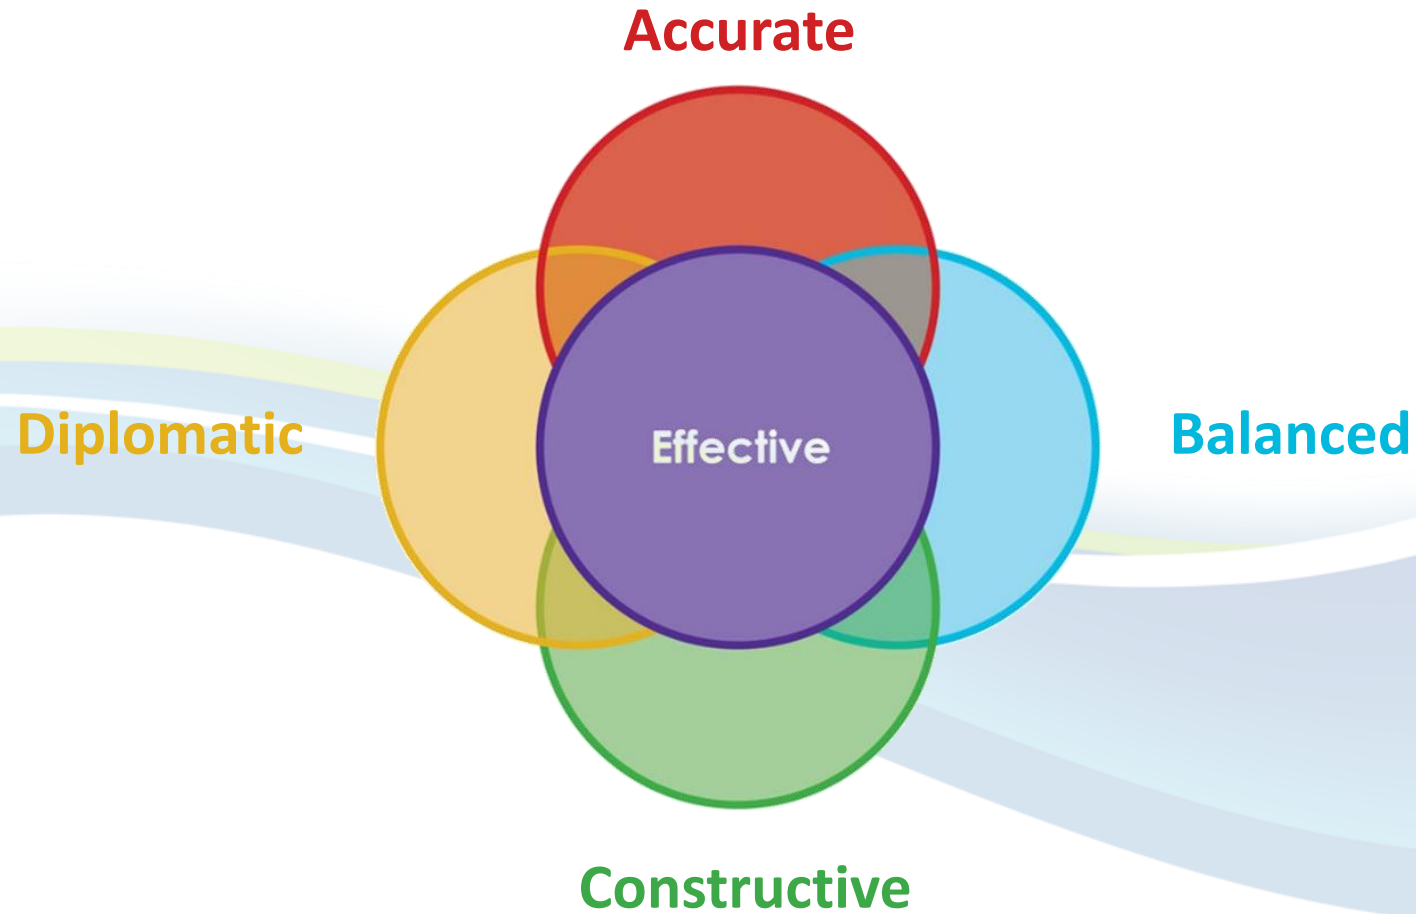 Accurate
Diplomatic
Effective
Balanced
Constructive